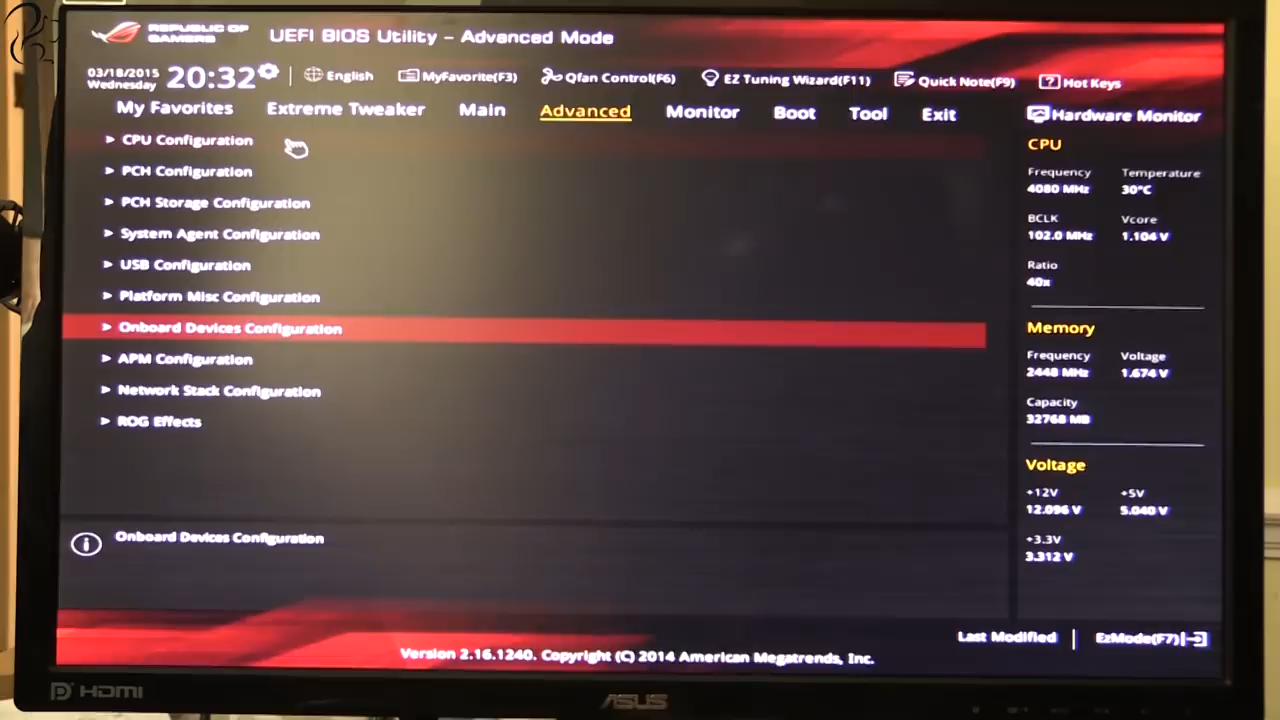 REPUBLIC OF GAMERS UEFI BIOS Utility – Advanced Mode
03/18/2015 Wednesday 20:32 English MyFavorite(F3) Qfan Control(F6) EZ Tuning Wizard(F11) Quick Note(F9) ? Hot Keys
My Favorites Extreme Tweaker Main Advanced Monitor Boot Tool Exit
CPU Configuration
PCH Configuration
PCH Storage Configuration
System Agent Configuration
USB Configuration
Platform Misc Configuration
Onboard Devices Configuration
APM Configuration
Network Stack Configuration
ROG Effects
Onboard Devices Configuration
Hardware Monitor
CPU
Frequency Temperature
4080 MHz 30°C
BCLK Vcore
102.0 MHz 1.104 V
Ratio
40x
Memory
Frequency Voltage
2448 MHz 1.674 V
Capacity
32768 MB
Voltage
+12V +5V
12.096 V 5.040 V
+3.3V
3.312 V
Last Modified EzMode(F7)
Version 2.16.1240. Copyright (C) 2014 American Megatrends, Inc.
HDMI ASUS